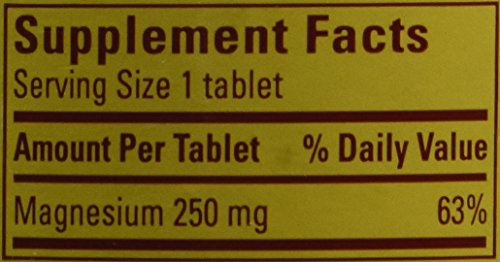 Supplement Facts
Serving Size 1 tablet
Amount Per Tablet % Daily Value
Magnesium 250 mg 63%